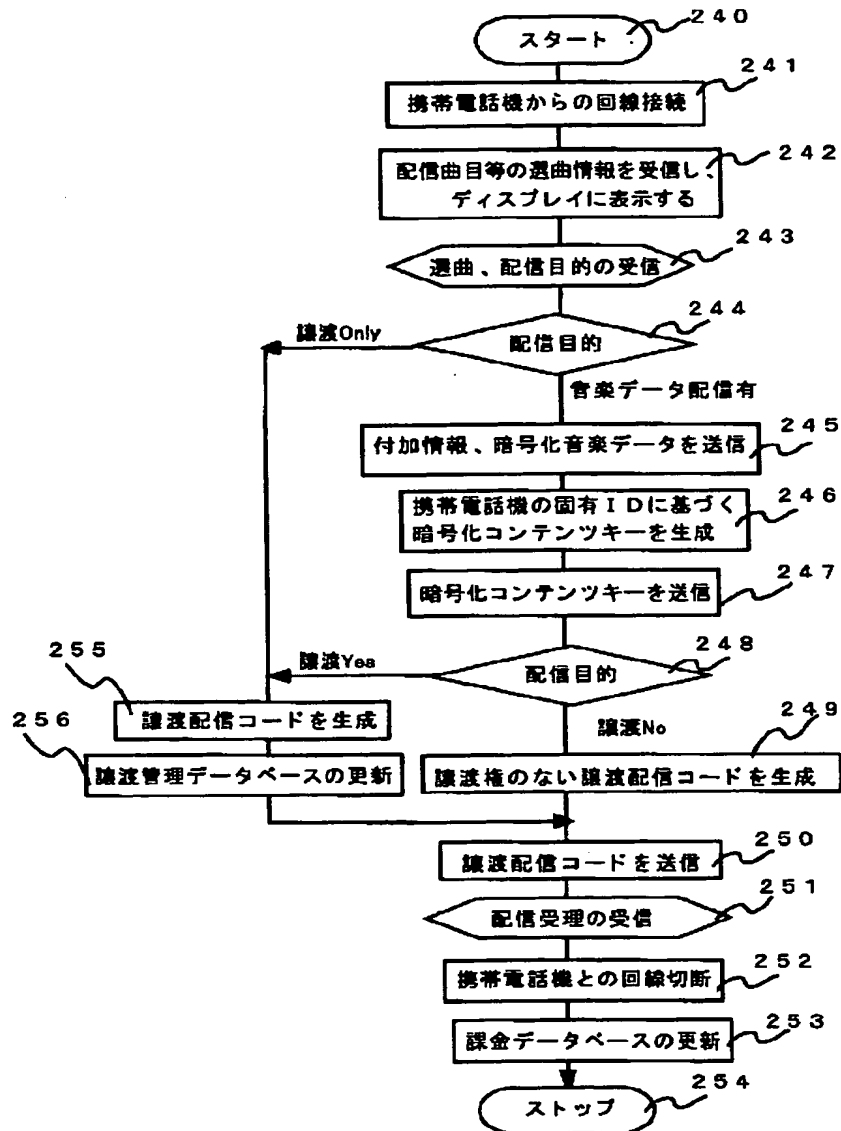 240
スタート
241
携帯電話機からの回線接続
242
配信曲目等の選曲情報を受信し、
ディスプレイに表示する
243
選曲、配信目的の受信
244
譲渡Only
配信目的
音楽データ配信有
245
付加情報、暗号化音楽データを送信
246
携帯電話機の固有IDに基づく
暗号化コンテンツキーを生成
247
暗号化コンテンツキーを送信
248
255
譲渡Yes
配信目的
256
譲渡配信コードを生成
譲渡No
249
譲渡管理データベースの更新
譲渡権のない譲渡配信コードを生成
250
譲渡配信コードを送信
251
配信受理の受信
252
携帯電話機との回線切断
253
課金データベースの更新
254
ストップ